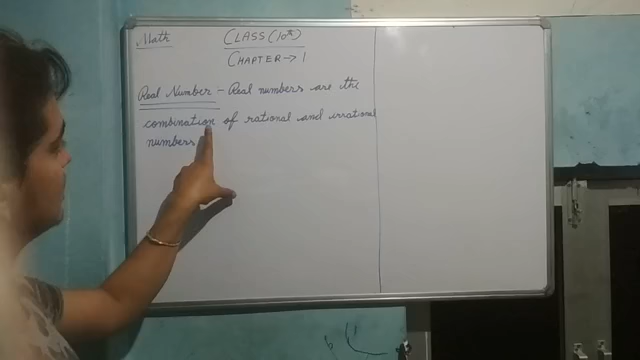 Math
CLASS (10th)
CHAPTER → 1
Real Number - Real numbers are the
combination of rational and irrational
numbers